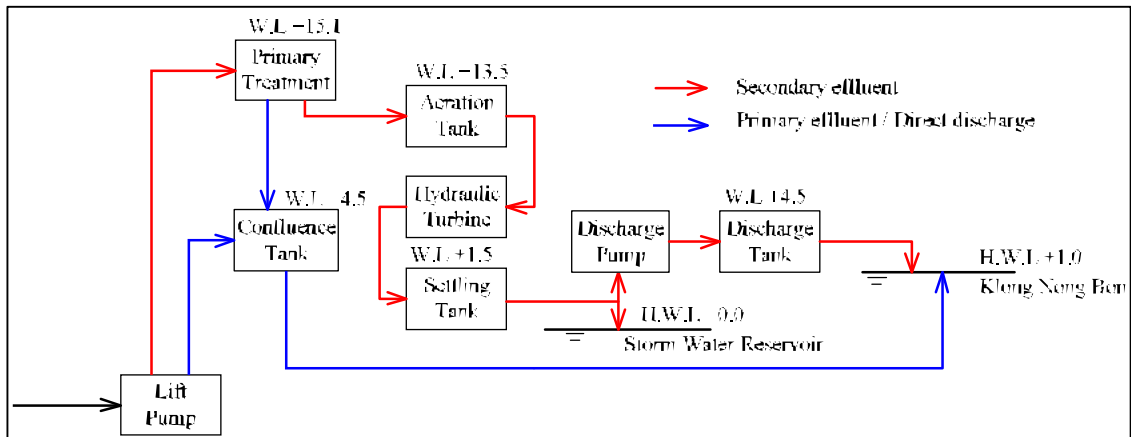 W.L +15.1
Primary
Treatment
W.L +13.5
Aeration
Tank
Secondary effluent
Primary effluent / Direct discharge
W.L 4.5
Confluence
Tank
Hydraulic
Turbine
W.L +1.5
Settling
Tank
Discharge
Pump
W.L +4.5
Discharge
Tank
H.W.L +1.0
Klong Nong Bon
H.W.L 0.0
Storm Water Reservoir
Lift
Pump